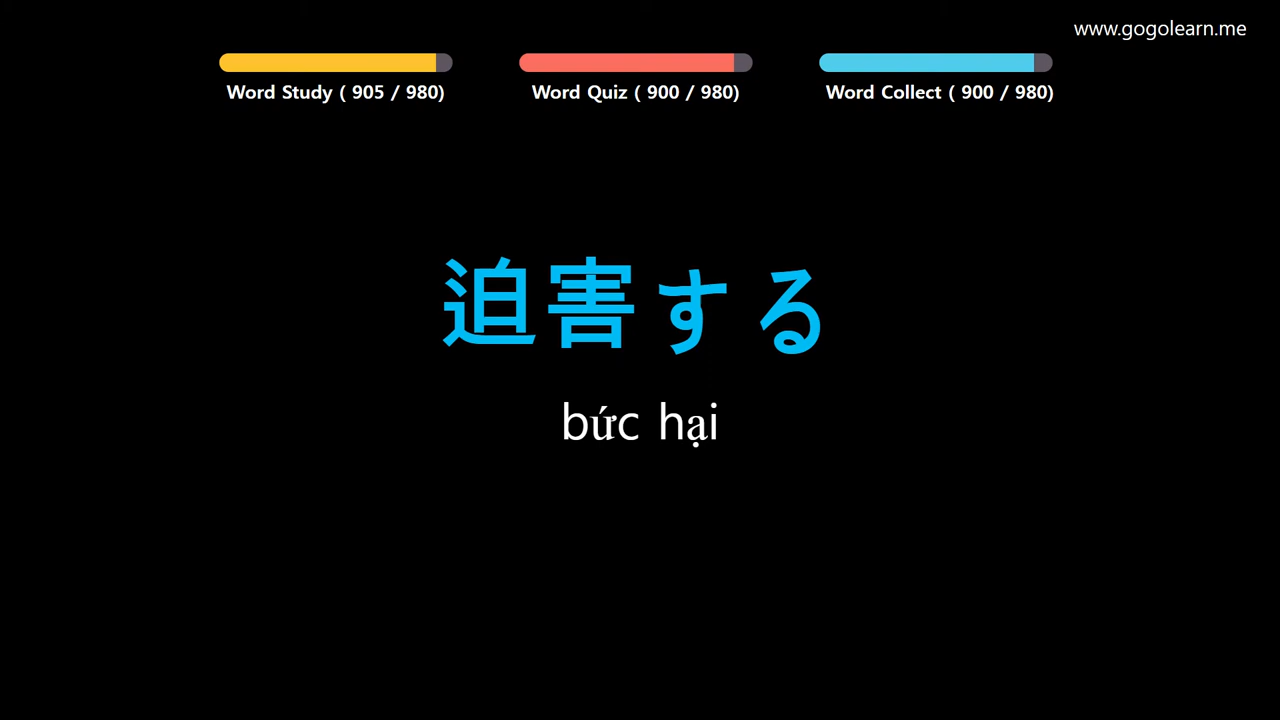 www.gogolearn.me
Word Study ( 905 / 980)
Word Quiz ( 900 / 980)
Word Collect ( 900 / 980)
迫害する
bức hại